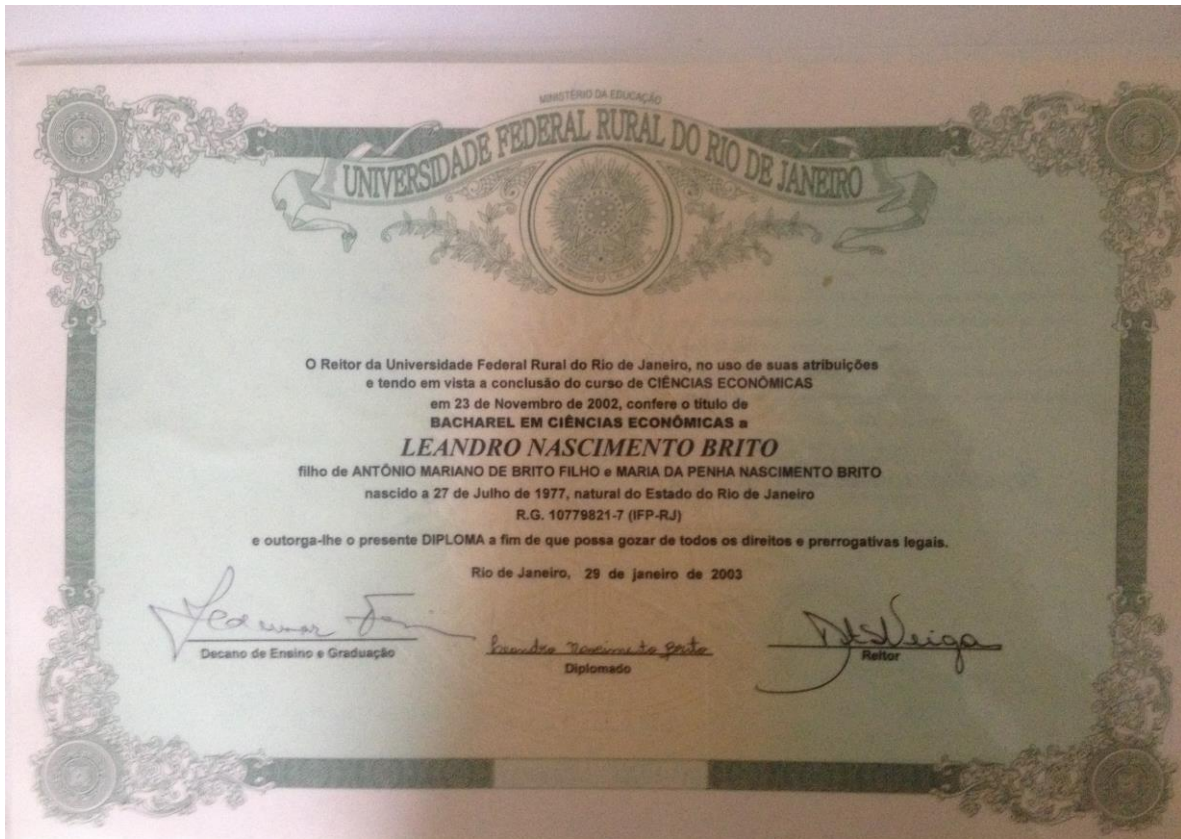 MINISTÉRIO DA EDUCAÇÃO
UNIVERSIDADE FEDERAL RURAL DO RIO DE JANEIRO
O Reitor da Universidade Federal Rural do Rio de Janeiro, no uso de suas atribuições
e tendo em vista a conclusão do curso de CIÊNCIAS ECONÔMICAS
em 23 de Novembro de 2002, confere o título de
BACHAREL EM CIÊNCIAS ECONÔMICAS a
LEANDRO NASCIMENTO BRITO
filho de ANTÔNIO MARIANO DE BRITO FILHO e MARIA DA PENHA NASCIMENTO BRITO
nascido a 27 de Julho de 1977, natural do Estado do Rio de Janeiro
R.G. 10779821-7 (IFP-RJ)
e outorga-lhe o presente DIPLOMA a fim de que possa gozar de todos os direitos e prerrogativas legais.
Rio de Janeiro, 29 de janeiro de 2003
Leandro Nascimento Brito
Decano de Ensino e Graduação
Diplomado
Reitor